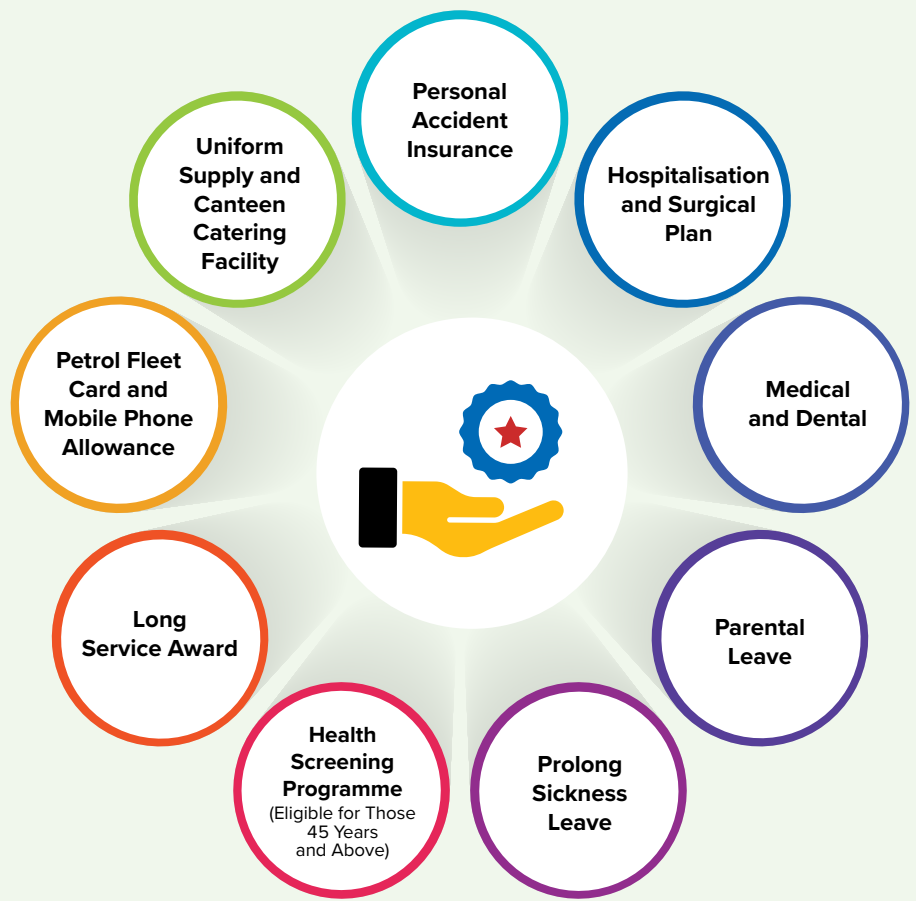 Personal
Accident
Insurance
Hospitalisation
and Surgical
Plan
Medical
and Dental
Parental
Leave
Prolong
Sickness
Leave
Health
Screening
Programme
(Eligible for Those
45 Years
and Above)
Long
Service Award
Petrol Fleet
Card and
Mobile Phone
Allowance
Uniform
Supply and
Canteen
Catering
Facility